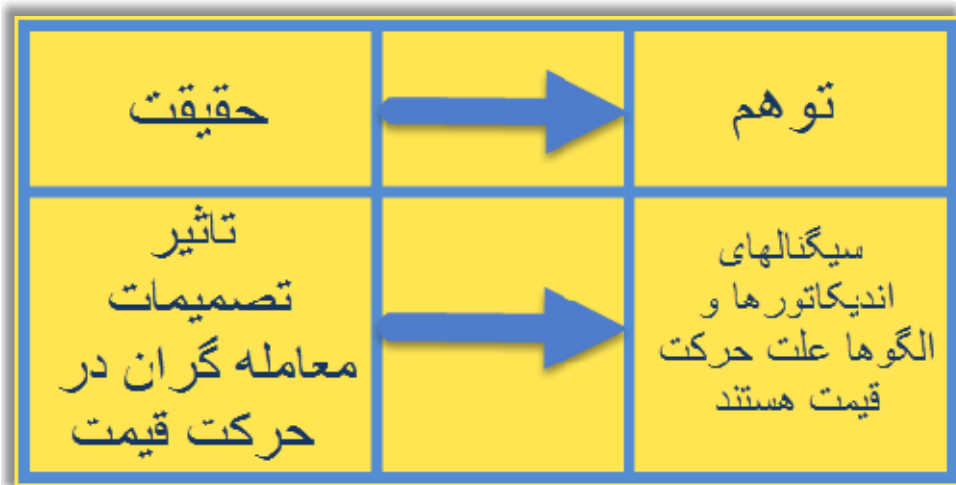 توهم
حقیقت
سیگنالهای
اندیکاتورها و
الگوها علت حرکت
قیمت هستند
تاثیر
تصمیمات
معامله گران در
حرکت قیمت